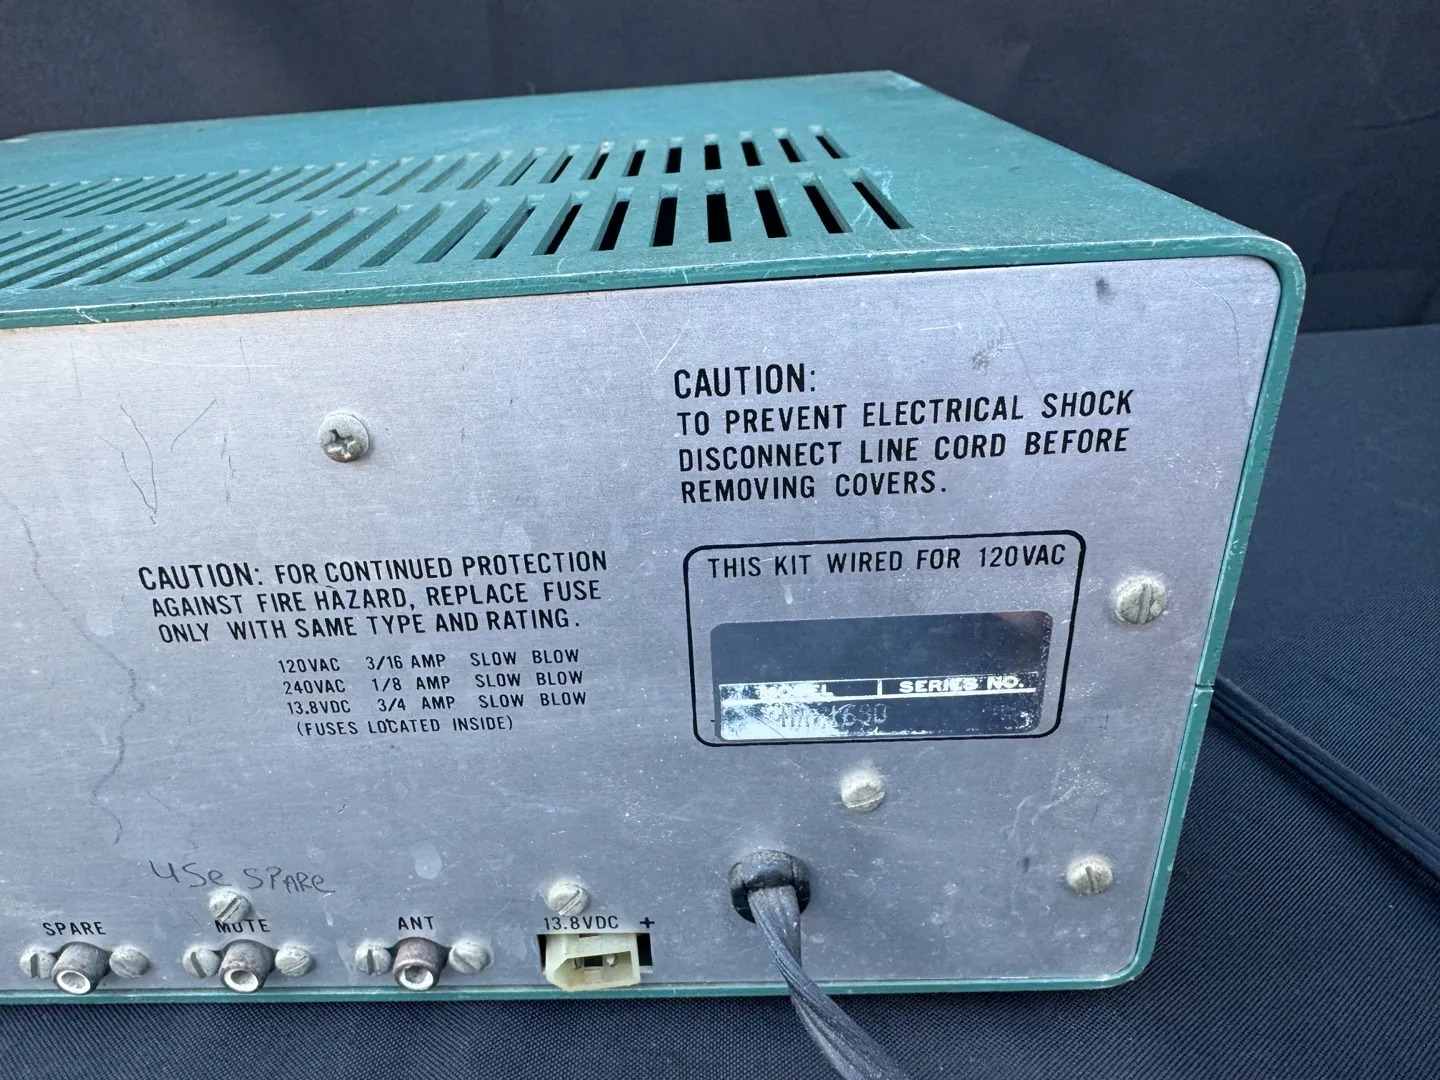 CAUTION:
TO PREVENT ELECTRICAL SHOCK
DISCONNECT LINE CORD BEFORE
REMOVING COVERS.
CAUTION: FOR CONTINUED PROTECTION
AGAINST FIRE HAZARD, REPLACE FUSE
ONLY WITH SAME TYPE AND RATING.
120VAC 3/16 AMP SLOW BLOW
240VAC 1/8 AMP SLOW BLOW
13.8VDC 3/4 AMP SLOW BLOW
(FUSES LOCATED INSIDE)
THIS KIT WIRED FOR 120VAC
MODEL SERIES NO.
USe SPARe
SPARE MUTE ANT 13.8VDC +